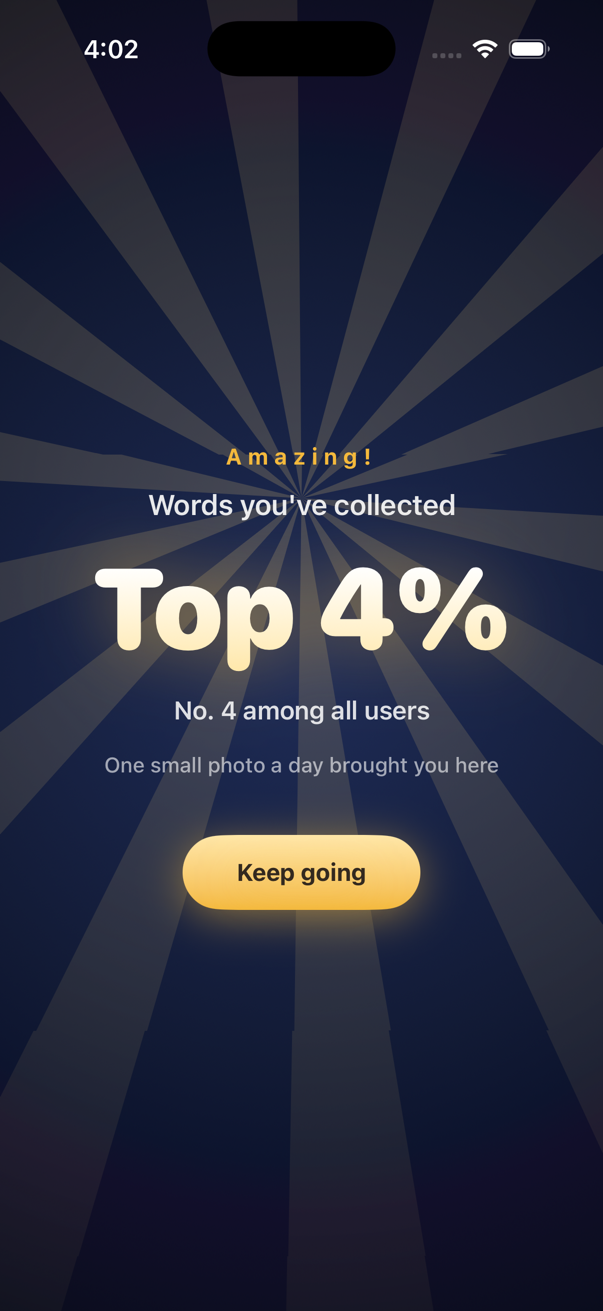 4:02
Amazing!
Words you've collected
Top 4%
No. 4 among all users
One small photo a day brought you here
Keep going